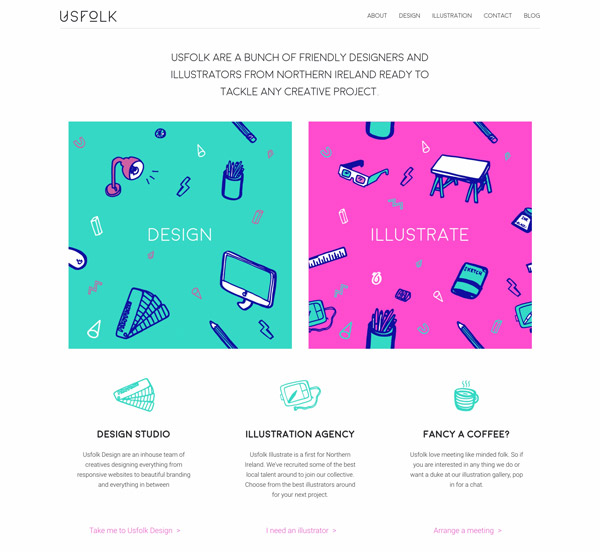 USFOLK
ABOUT DESIGN ILLUSTRATION CONTACT BLOG
USFOLK ARE A BUNCH OF FRIENDLY DESIGNERS AND
ILLUSTRATORS FROM NORTHERN IRELAND READY TO
TACKLE ANY CREATIVE PROJECT.
DESIGN
ILLUSTRATE
SKETCH
DESIGN STUDIO
Usfolk Design are an inhouse team of
creatives designing everything from
responsive websites to beautiful branding
and everything in between
Take me to Usfolk Design >
ILLUSTRATION AGENCY
Usfolk Illustrate is a first for Northern
Ireland. We've recruited some of the best
local talent around to join our collective.
Choose from the best illustrators around
for your next project.
I need an illustrator >
FANCY A COFFEE?
Usfolk love meeting like minded folk. So if
you are interested in any thing we do or
want a duke at our illustration gallery, pop
in for a chat.
Arrange a meeting >